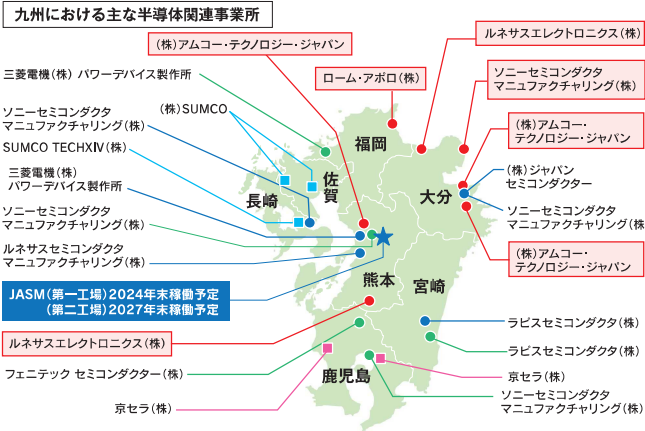 九州における主な半導体関連事業所
(株)アムコー・テクノロジー・ジャパン
ルネサスエレクトロニクス(株)
三菱電機(株) パワーデバイス製作所
ローム・アポロ(株)
ソニーセミコンダクタ
マニュファクチャリング(株)
ソニーセミコンダクタ
マニュファクチャリング(株)
(株)SUMCO
(株)アムコー・
テクノロジー・ジャパン
SUMCO TECHXⅣ(株)
三菱電機(株)
パワーデバイス製作所
(株)ジャパン
セミコンダクター
ソニーセミコンダクタ
マニュファクチャリング(株)
ソニーセミコンダクタ
マニュファクチャリング(株
ルネサスセミコンダクタ
マニュファクチャリング(株)
(株)アムコー・
テクノロジー・ジャパン
福岡
佐賀
長崎
大分
熊本
宮崎
鹿児島
JASM(第一工場)2024年末稼働予定
(第二工場)2027年末稼働予定
ルネサスエレクトロニクス(株)
ラピスセミコンダクタ(株)
ラピスセミコンダクタ(株)
フェニテック セミコンダクター(株)
京セラ(株)
京セラ(株)
ソニーセミコンダクタ
マニュファクチャリング(株)